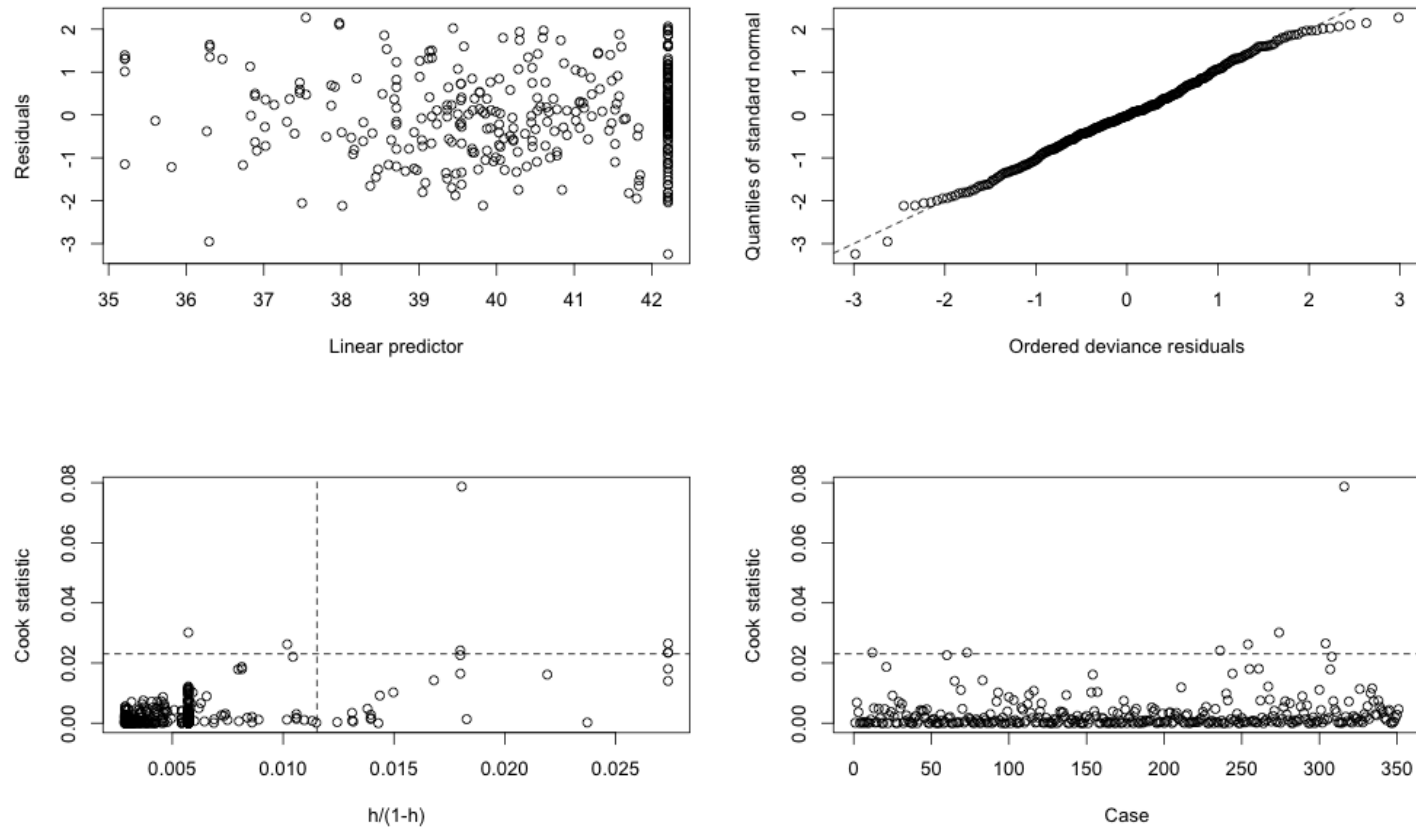 2
1
0
-1
-2
-3
Residuals
35 36 37 38 39 40 41 42
Linear predictor
2
1
0
-1
-2
-3
Quantiles of standard normal
-3 -2 -1 0 1 2 3
Ordered deviance residuals
0.08
0.06
0.04
0.02
0.00
Cook statistic
0.005 0.010 0.015 0.020 0.025
h/(1-h)
0.08
0.06
0.04
0.02
0.00
Cook statistic
0 50 100 150 200 250 300 350
Case